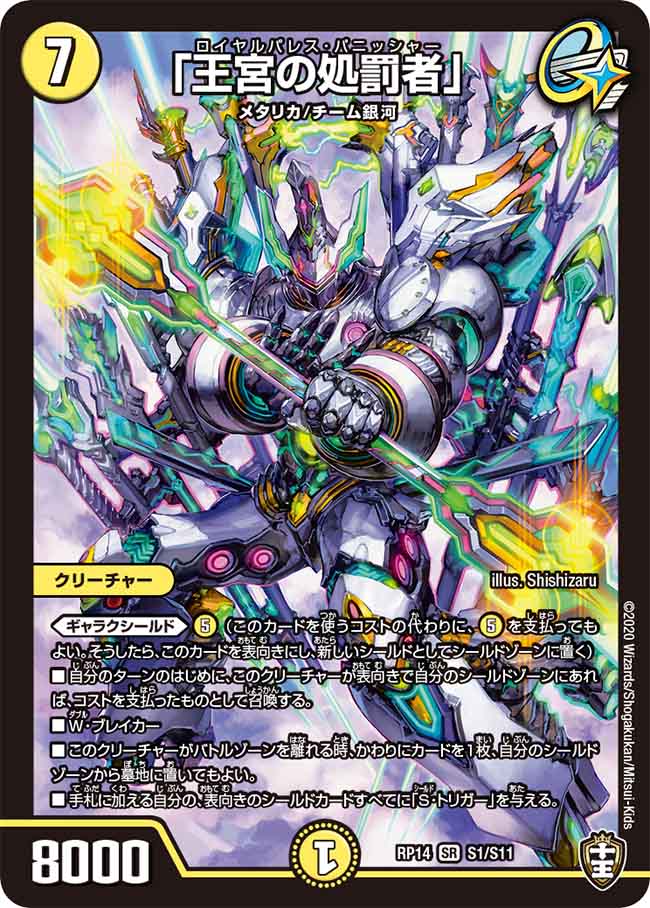 7
ロイヤルパレス・バニッシャー
「王宮の処罰者」
メタリカ/チーム銀河
クリーチャー
illus. Shishizaru
ギャラクシールド 5 (このカードを使うコストの代わりに、5を支払っても
よい。そうしたら、このカードを表向きにし、新しいシールドとしてシールドゾーンに置く)
■自分のターンのはじめに、このクリーチャーが表向きで自分のシールドゾーンにあれ
ば、コストを支払ったものとして召喚する。
■W・ブレイカー
■このクリーチャーがバトルゾーンを離れる時、かわりにカードを1枚、自分のシールド
ゾーンから墓地に置いてもよい。
■手札に加える自分の、表向きのシールドカードすべてに「S・トリガー」を与える。
©2020 Wizards/Shogakukan/Mitsui-Kids
8000
1
RP14 SR S1/S11